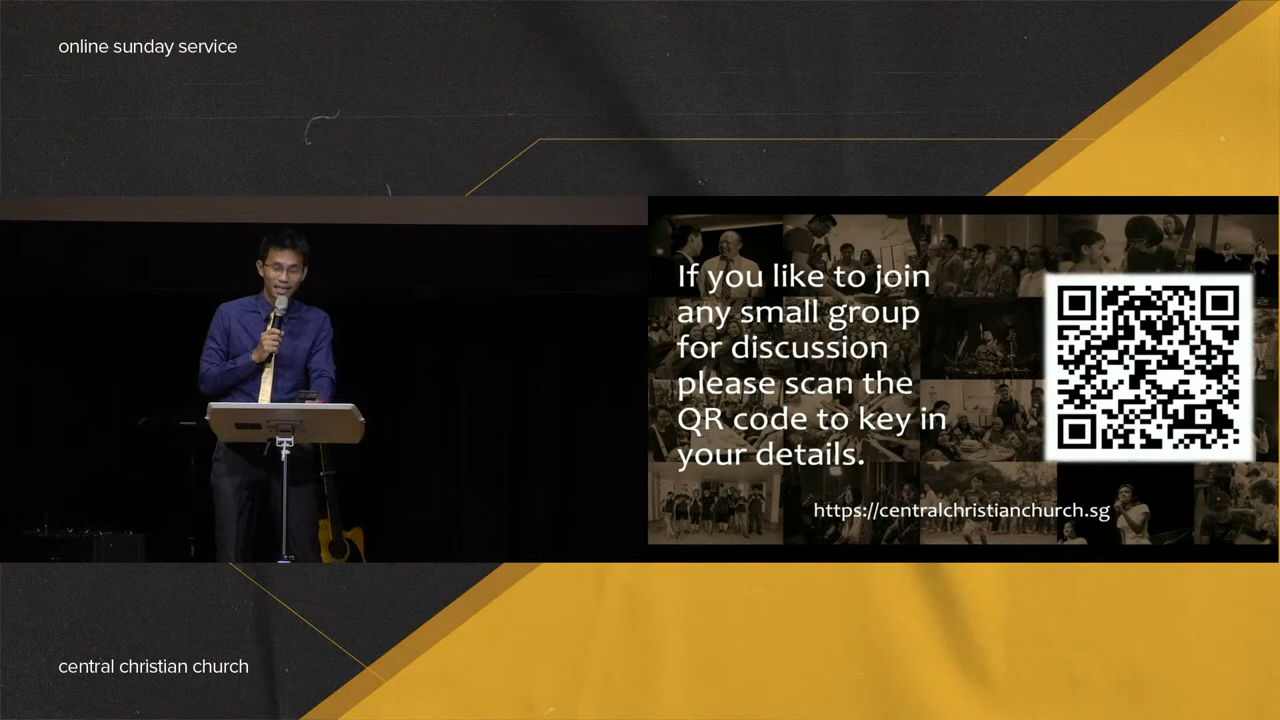 online sunday service
If you like to join
any small group
for discussion
please scan the
QR code to key in
your details.
https://centralchristianchurch.sg
central christian church